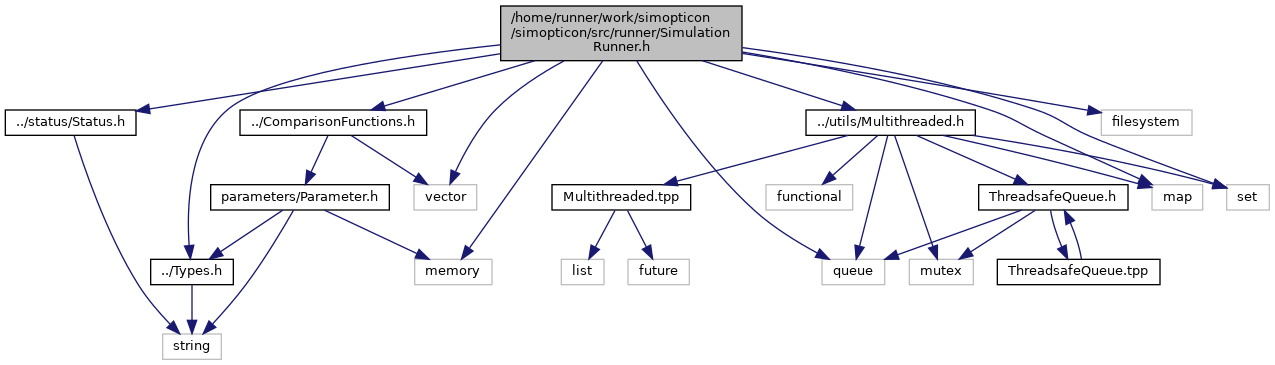 /home/runner/work/simopticon
/simopticon/src/runner/Simulation
Runner.h
../status/Status.h
../ComparisonFunctions.h
../utils/Multithreaded.h
filesystem
parameters/Parameter.h
vector
Multithreaded.tpp
functional
ThreadsafeQueue.h
map
set
../Types.h
memory
list
future
queue
mutex
ThreadsafeQueue.tpp
string